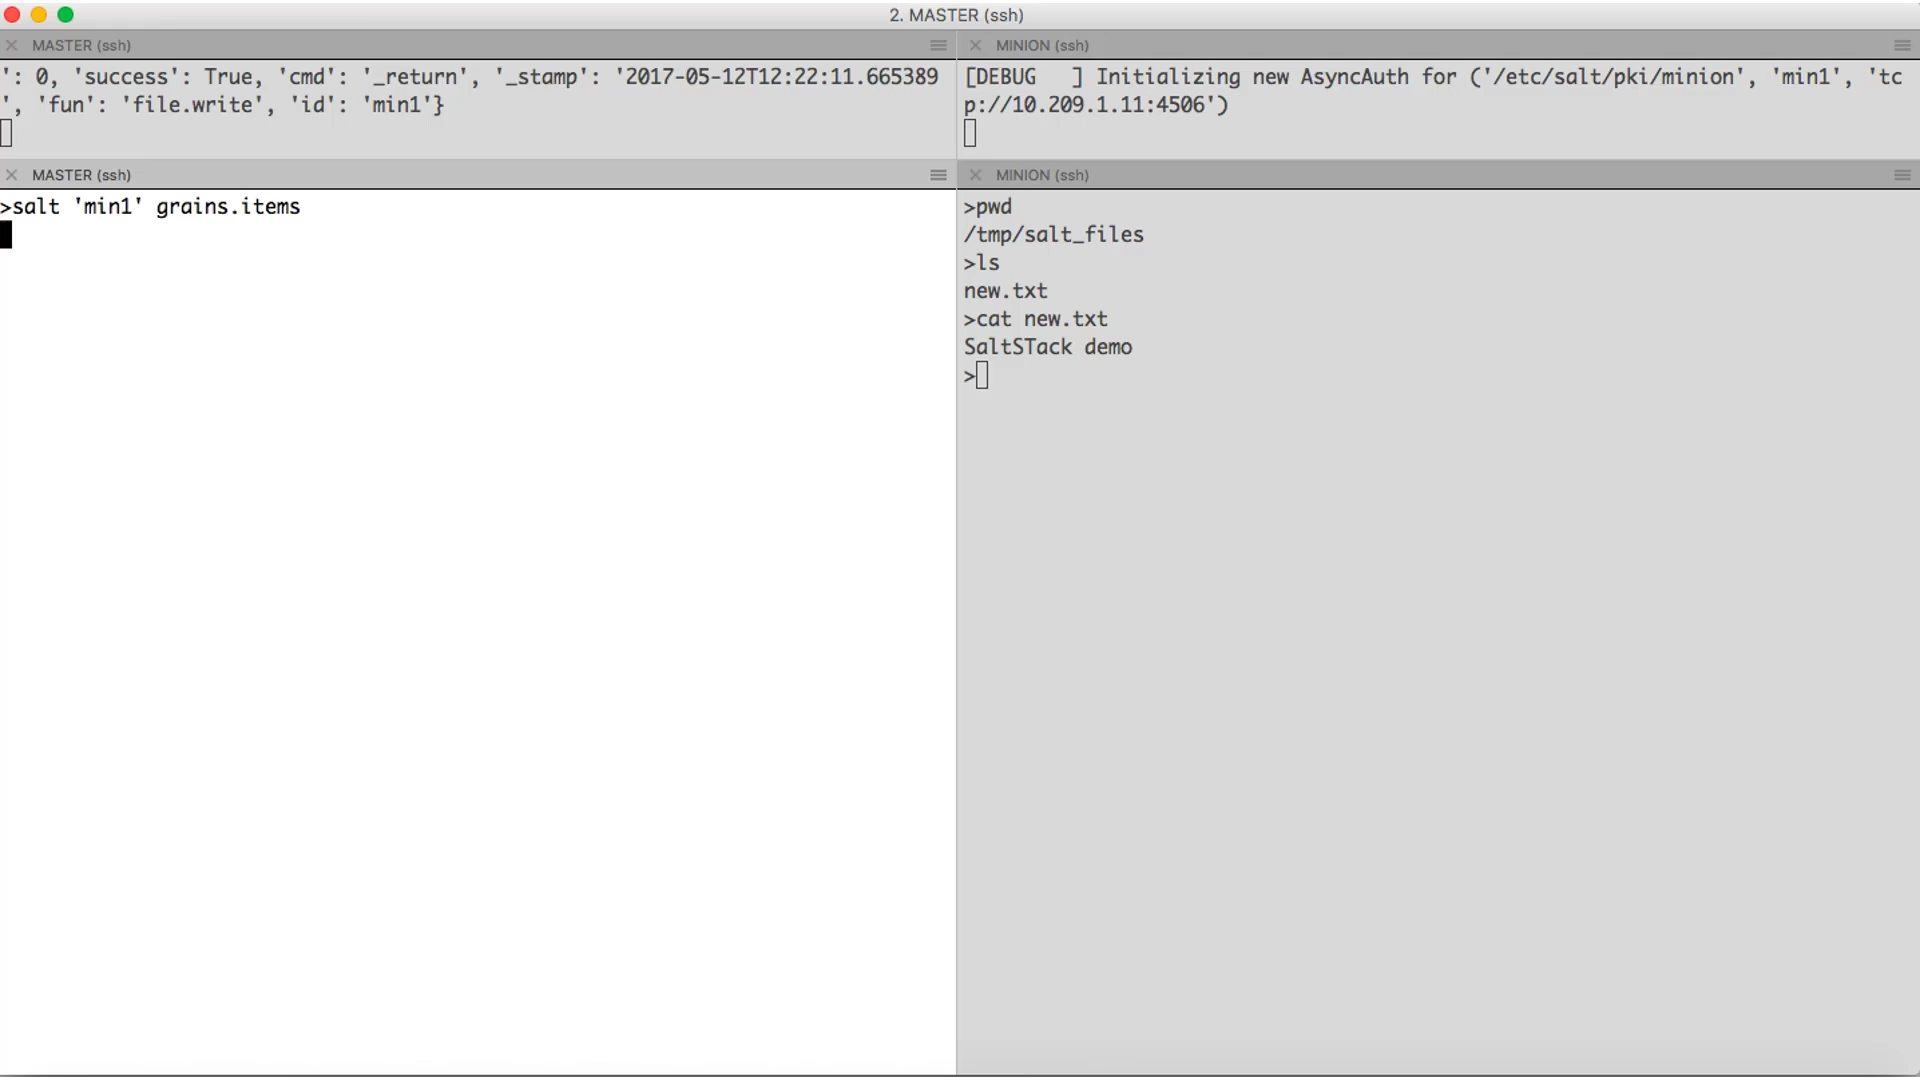 2. MASTER (ssh)
MASTER (ssh)
': 0, 'success': True, 'cmd': '_return', '_stamp': '2017-05-12T12:22:11.665389
', 'fun': 'file.write', 'id': 'min1'}
MINION (ssh)
[DEBUG   ] Initializing new AsyncAuth for ('/etc/salt/pki/minion', 'min1', 'tc
p://10.209.1.11:4506')
MASTER (ssh)
>salt 'min1' grains.items
MINION (ssh)
>pwd
/tmp/salt_files
>ls
new.txt
>cat new.txt
SaltSTack demo
>